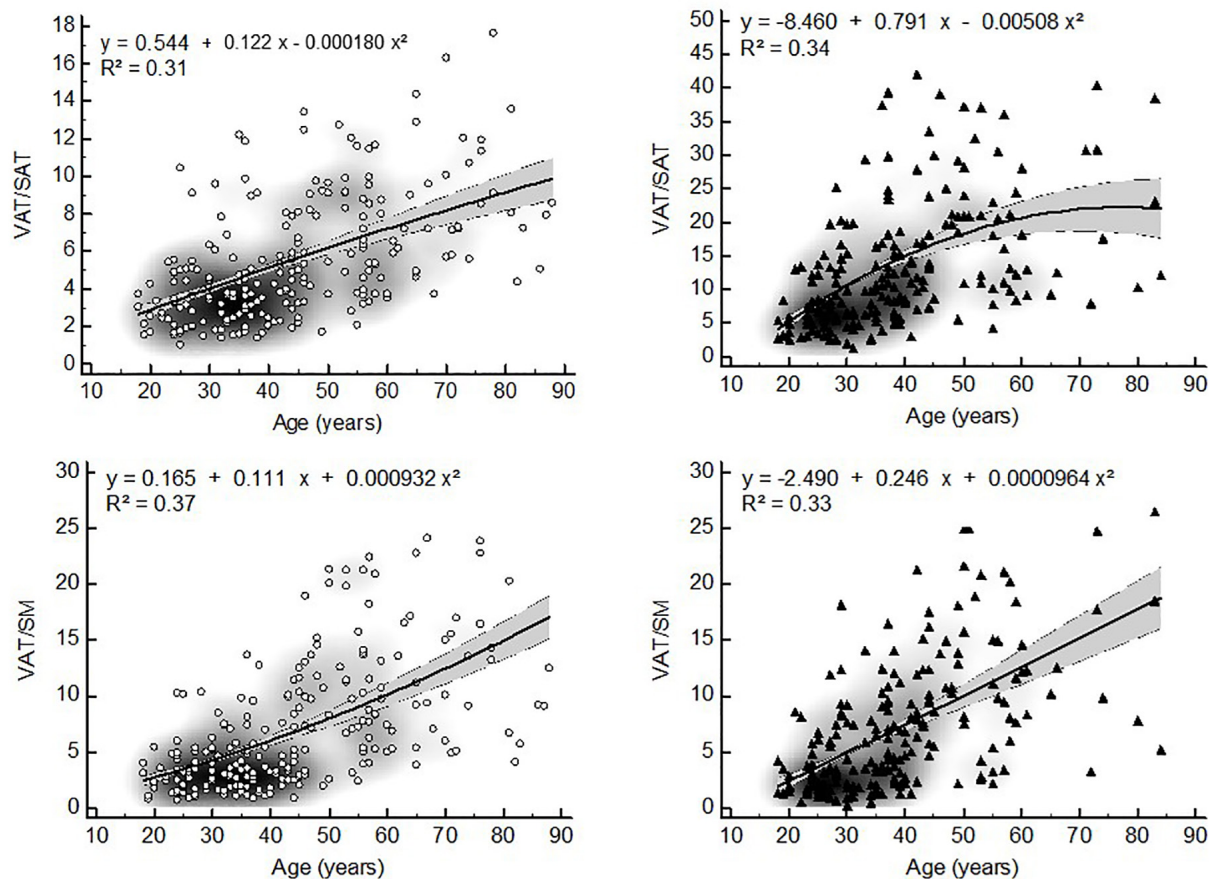 y = 0.544 + 0.122 x - 0.000180 x²
R² = 0.31
VAT/SAT
18
16
14
12
10
8
6
4
2
0
10 20 30 40 50 60 70 80 90
Age (years)
y = -8.460 + 0.791 x - 0.00508 x²
R² = 0.34
VAT/SAT
50
45
40
35
30
25
20
15
10
5
0
10 20 30 40 50 60 70 80 90
Age (years)
y = 0.165 + 0.111 x + 0.000932 x²
R² = 0.37
VAT/SM
30
25
20
15
10
5
0
10 20 30 40 50 60 70 80 90
Age (years)
y = -2.490 + 0.246 x + 0.0000964 x²
R² = 0.33
VAT/SM
30
25
20
15
10
5
0
10 20 30 40 50 60 70 80 90
Age (years)